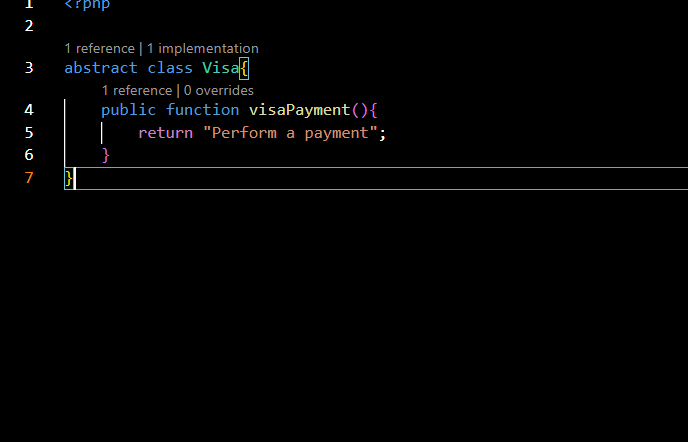 1 <?php
2
1 reference | 1 implementation
3 abstract class Visa{
1 reference | 0 overrides
4 public function visaPayment(){
5 return "Perform a payment";
6 }
7 }